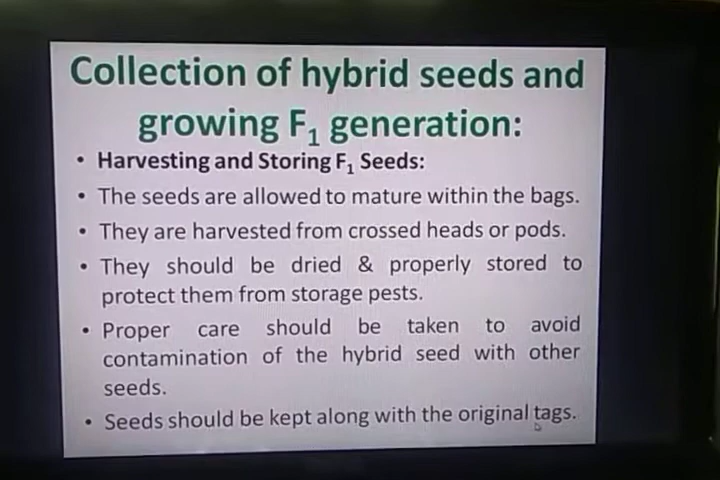 Collection of hybrid seeds and
growing F₁ generation:
• Harvesting and Storing F₁ Seeds:
• The seeds are allowed to mature within the bags.
• They are harvested from crossed heads or pods.
• They should be dried & properly stored to
protect them from storage pests.
• Proper care should be taken to avoid
contamination of the hybrid seed with other
seeds.
• Seeds should be kept along with the original tags.